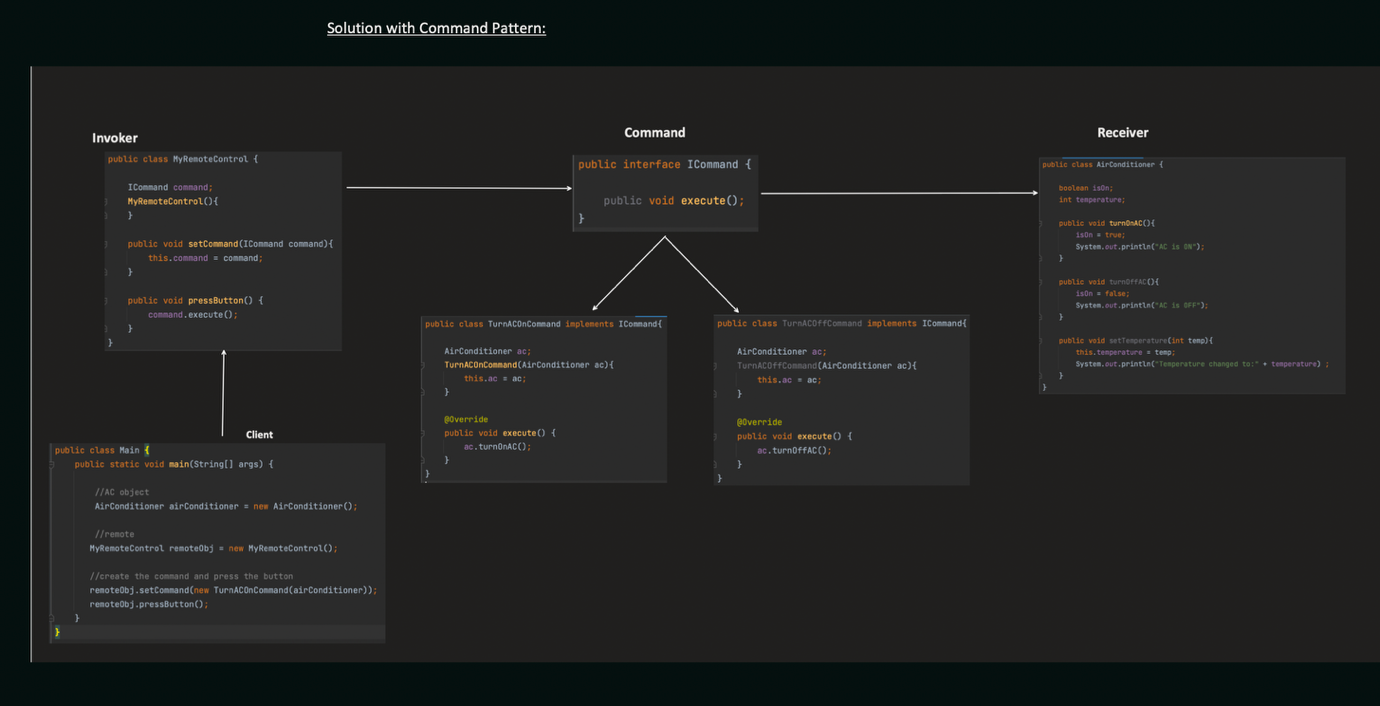 Solution with Command Pattern:
Invoker
public class MyRemoteControl {
ICommand command;
MyRemoteControl(){
}
public void setCommand(ICommand command){
this.command = command;
}
public void pressButton() {
command.execute();
}
}
Command
public interface ICommand {
public void execute();
}
Receiver
public class AirConditioner {
boolean isOn;
int temperature;
public void turnOnAC(){
isOn = true;
System.out.println("AC is ON");
}
public void turnOffAC(){
isOn = false;
System.out.println("AC is OFF");
}
public void setTemperature(int temp){
this.temperature = temp;
System.out.println("Temperature changed to:" + temperature) ;
}
}
public class TurnACOnCommand implements ICommand{
AirConditioner ac;
TurnACOnCommand(AirConditioner ac){
this.ac = ac;
}
@Override
public void execute() {
ac.turnOnAC();
}
}
public class TurnACOffCommand implements ICommand{
AirConditioner ac;
TurnACOffCommand(AirConditioner ac){
this.ac = ac;
}
@Override
public void execute() {
ac.turnOffAC();
}
}
Client
public class Main {
public static void main(String[] args) {
//AC object
AirConditioner airConditioner = new AirConditioner();
//remote
MyRemoteControl remoteObj = new MyRemoteControl();
//create the command and press the button
remoteObj.setCommand(new TurnACOnCommand(airConditioner));
remoteObj.pressButton();
}
}